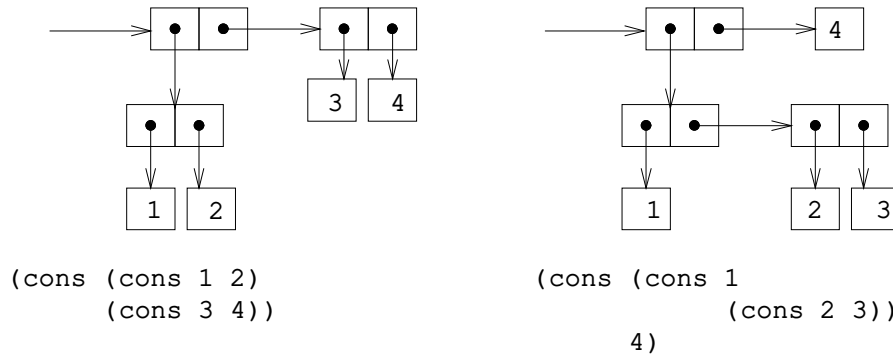 4
3 4
1 2
1 2 3
(cons (cons 1 2)
(cons 3 4))
(cons (cons 1
(cons 2 3))
4)